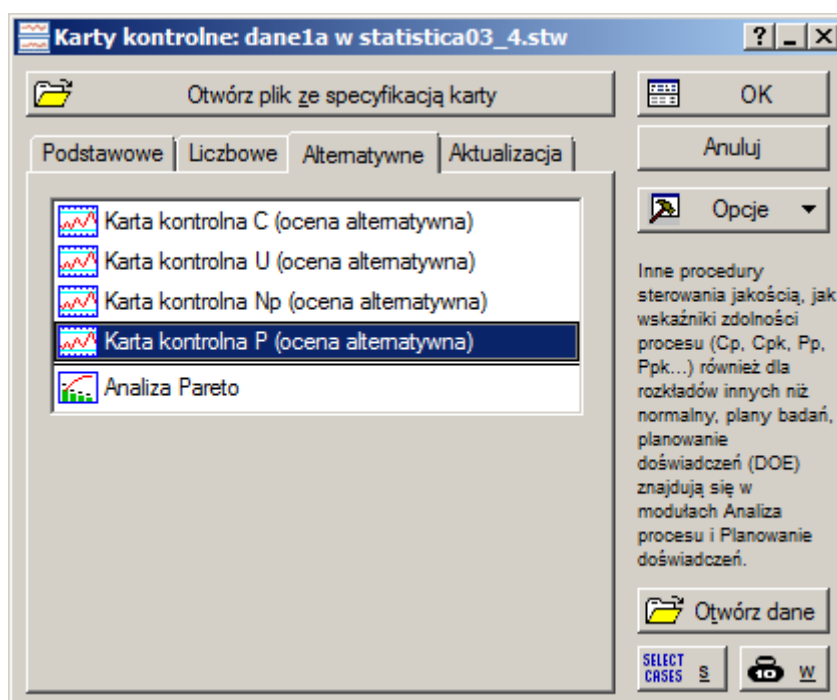 Karty kontrolne: dane1a w statistica03_4.stw
Otwórz plik ze specyfikacją karty
OK
Anuluj
Opcje
Podstawowe
Liczbowe
Alternatywne
Aktualizacja
Karta kontrolna C (ocena alternatywna)
Karta kontrolna U (ocena alternatywna)
Karta kontrolna Np (ocena alternatywna)
Karta kontrolna P (ocena alternatywna)
Analiza Pareto
Inne procedury
sterowania jakością, jak
wskaźniki zdolności
procesu (Cp, Cpk, Pp,
Ppk...) również dla
rozkładów innych niż
normalny, plany badań,
planowanie
doświadczeń (DOE)
znajdują się w
modułach Analiza
procesu i Planowanie
doświadczeń.
Otwórz dane
SELECT
CASES
S
10
W